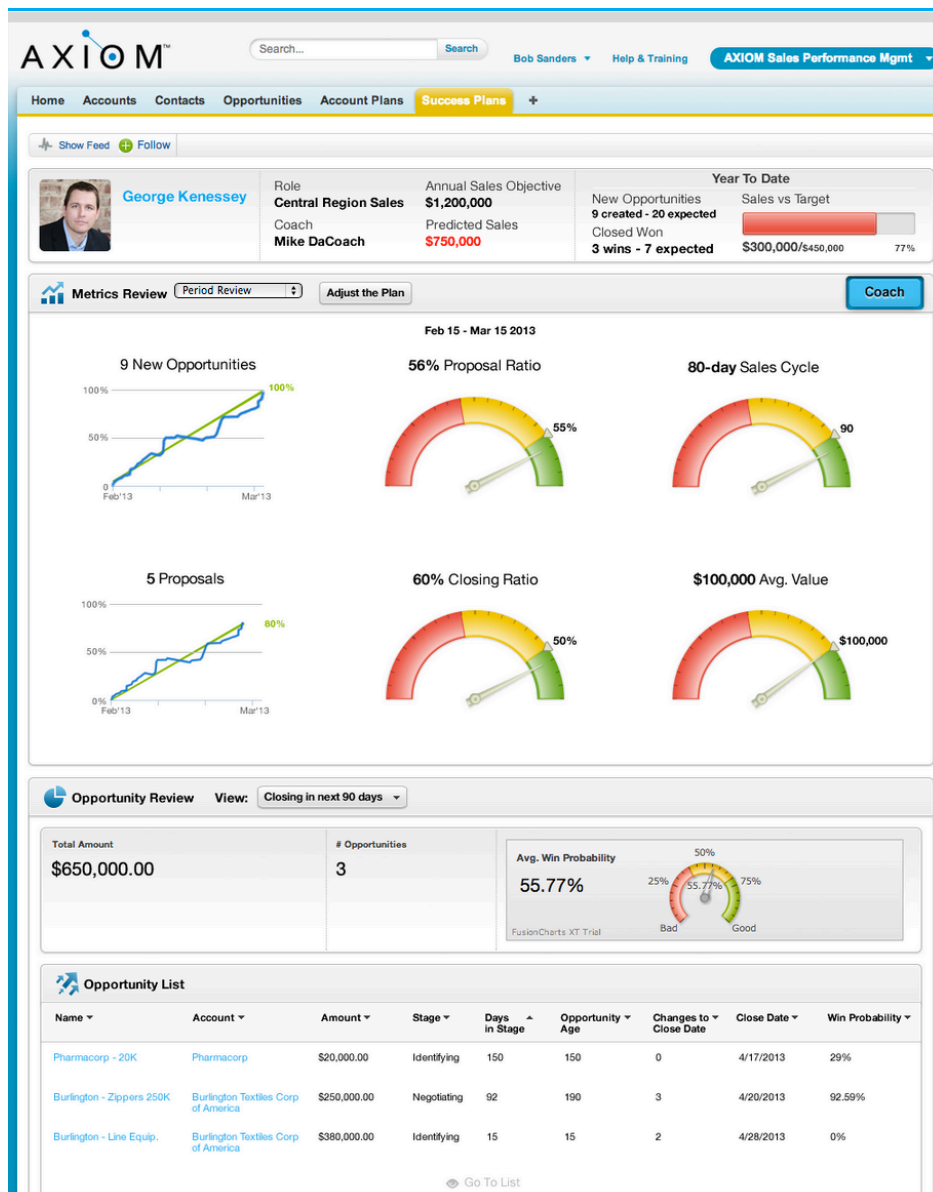 AXIOM™
Search...
Search
Bob Sanders
Help & Training
AXIOM Sales Performance Mgmt
Home Accounts Contacts Opportunities Account Plans Success Plans +
Show Feed Follow
George Kenessey
Role
Central Region Sales
Coach
Mike DaCoach
Annual Sales Objective
$1,200,000
Predicted Sales
$750,000
Year To Date
New Opportunities
9 created - 20 expected
Closed Won
3 wins - 7 expected
Sales vs Target
$300,000/$450,000 77%
Metrics Review Period Review Adjust the Plan Coach
Feb 15 - Mar 15 2013
9 New Opportunities
100%
100%
50%
0
Feb'13 Mar'13
56% Proposal Ratio
55%
80-day Sales Cycle
90
5 Proposals
100%
80%
50%
0%
Feb'13 Mar'13
60% Closing Ratio
50%
$100,000 Avg. Value
$100,000
Opportunity Review View: Closing in next 90 days
Total Amount
$650,000.00
# Opportunities
3
Avg. Win Probability
55.77%
50%
25% 55.77% 75%
Bad Good
FusionCharts XT Trial
Opportunity List
Name Account Amount Stage Days in Stage Opportunity Age Changes to Close Date Close Date Win Probability
Pharmacorp - 20K Pharmacorp $20,000.00 Identifying 150 150 0 4/17/2013 29%
Burlington - Zippers 250K Burlington Textiles Corp of America $250,000.00 Negotiating 92 190 3 4/20/2013 92.59%
Burlington - Line Equip. Burlington Textiles Corp of America $380,000.00 Identifying 15 15 2 4/28/2013 0%
Go To List